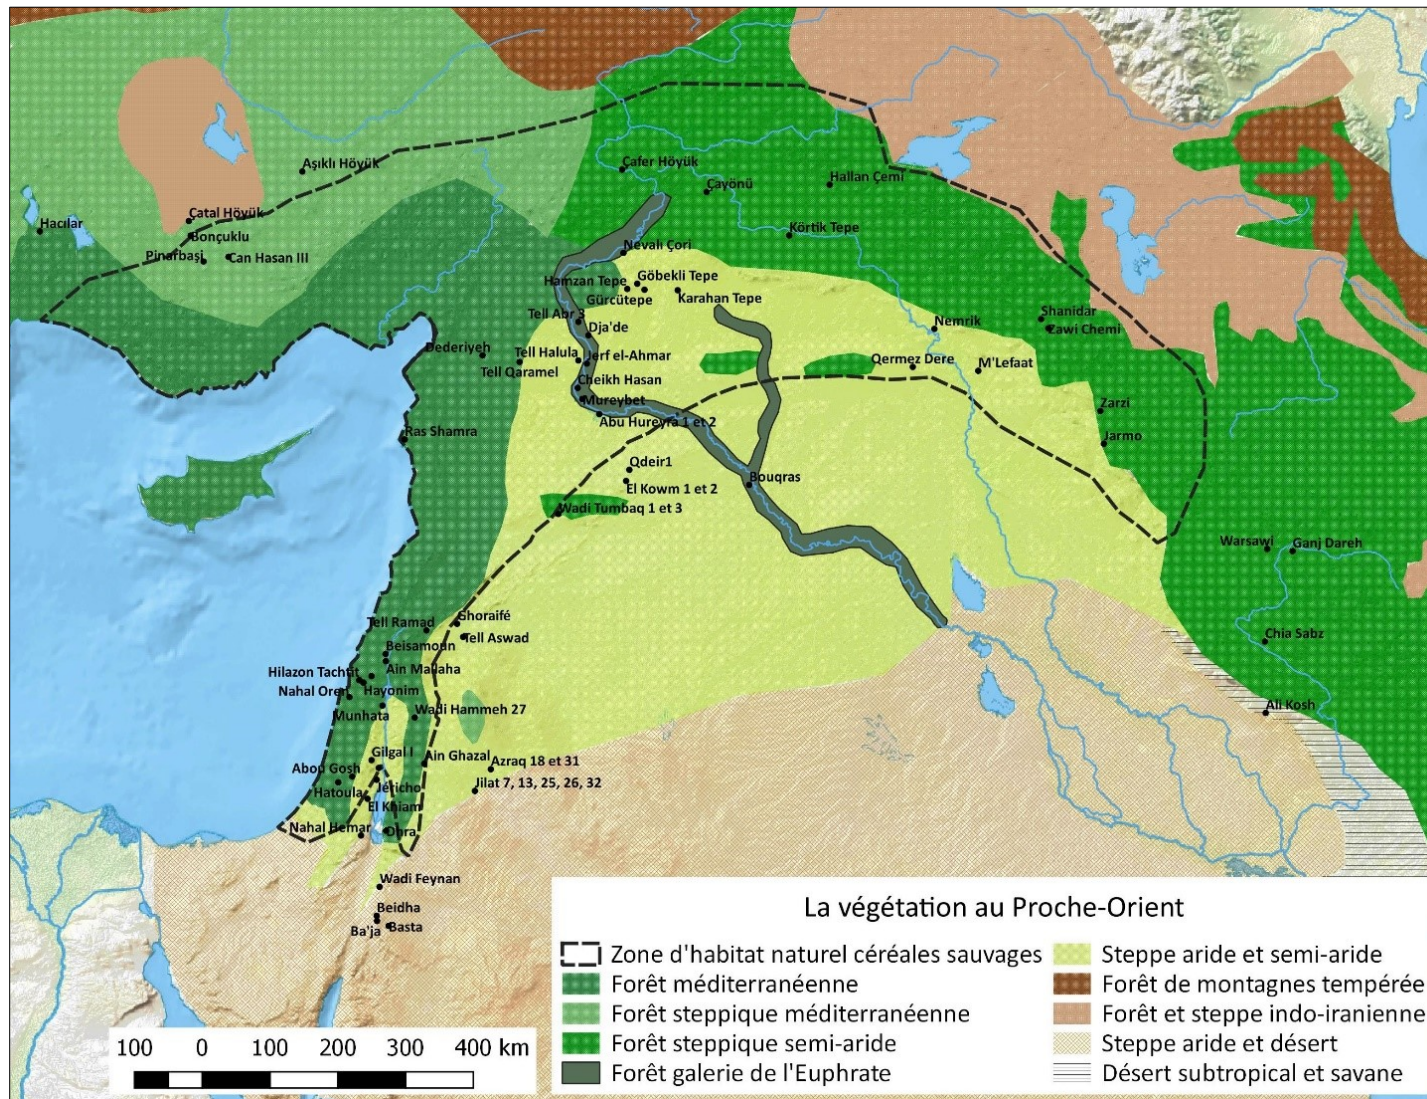 Aşıklı Höyük
Çafer Höyük
Çayönü
Hallan Çemi
Hacılar
Çatal Höyük
Bonçuklu
Pinarbaşi
Can Hasan III
Körtik Tepe
Nevalı Çori
Hamzan Tepe
Göbekli Tepe
Gürcütepe
Karahan Tepe
Tell Abr 3
Dja'de
Nemrik
Shanidar
Zawi Chemi
Dederiyeh
Tell Halula
Jerf el-Ahmar
Tell Qaramel
Qermez Dere
M'Lefaat
Cheikh Hasan
Mureybet
Abu Hureyra 1 et 2
Zarzi
Ras Shamra
Jarmo
Qdeir1
El Kowm 1 et 2
Bouqras
Wadi Tumbaq 1 et 3
Warsawi
Ganj Dareh
Ghoraifé
Tell Ramad
Tell Aswad
Beisamoun
Ain Mallaha
Chia Sabz
Hilazon Tachtit
Hayonim
Nahal Oren
Munhata
Wadi Hammeh 27
Ali Kosh
Gilgal I
Ain Ghazal
Azraq 18 et 31
Abou Gosh
Jéricho
Jilat 7, 13, 25, 26, 32
Hatoula
El Khiam
Nahal Hemar
Dhra
Wadi Feynan
Beidha
Ba'ja
Basta
La végétation au Proche-Orient
Zone d'habitat naturel céréales sauvages
Forêt méditerranéenne
Forêt steppique méditerranéenne
Forêt steppique semi-aride
Forêt galerie de l'Euphrate
Steppe aride et semi-aride
Forêt de montagnes tempérée
Forêt et steppe indo-iranienne
Steppe aride et désert
Désert subtropical et savane
100 0 100 200 300 400 km